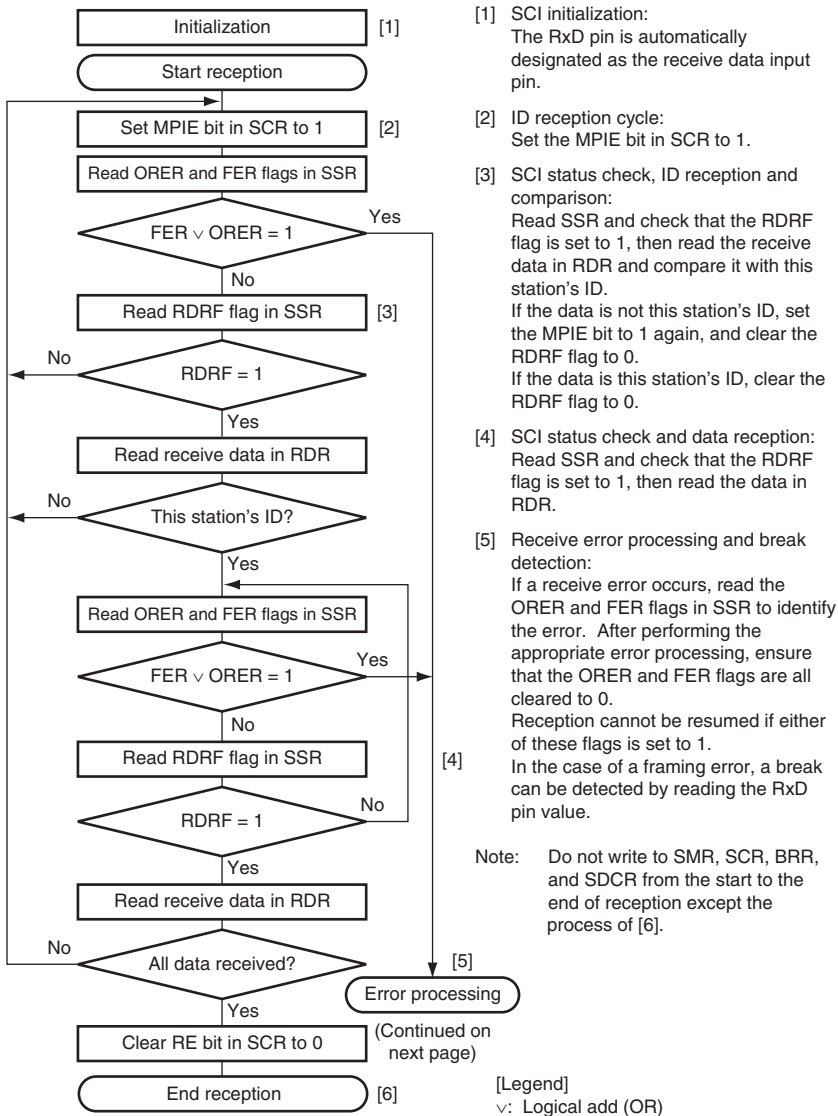 Initialization
[1]
Start reception
Set MPIE bit in SCR to 1
[2]
Read ORER and FER flags in SSR
FER ∨ ORER = 1
Yes
No
Read RDRF flag in SSR
[3]
No
RDRF = 1
Yes
Read receive data in RDR
No
This station's ID?
Yes
Read ORER and FER flags in SSR
FER ∨ ORER = 1
Yes
No
Read RDRF flag in SSR
[4]
RDRF = 1
No
Yes
Read receive data in RDR
No
All data received?
[5]
Error processing
Yes
(Continued on
next page)
Clear RE bit in SCR to 0
End reception
[6]
[1] SCI initialization:
The RxD pin is automatically
designated as the receive data input
pin.
[2] ID reception cycle:
Set the MPIE bit in SCR to 1.
[3] SCI status check, ID reception and
comparison:
Read SSR and check that the RDRF
flag is set to 1, then read the receive
data in RDR and compare it with this
station's ID.
If the data is not this station's ID, set
the MPIE bit to 1 again, and clear the
RDRF flag to 0.
If the data is this station's ID, clear the
RDRF flag to 0.
[4] SCI status check and data reception:
Read SSR and check that the RDRF
flag is set to 1, then read the data in
RDR.
[5] Receive error processing and break
detection:
If a receive error occurs, read the
ORER and FER flags in SSR to identify
the error. After performing the
appropriate error processing, ensure
that the ORER and FER flags are all
cleared to 0.
Reception cannot be resumed if either
of these flags is set to 1.
In the case of a framing error, a break
can be detected by reading the RxD
pin value.
Note: Do not write to SMR, SCR, BRR,
and SDCR from the start to the
end of reception except the
process of [6].
[Legend]
∨: Logical add (OR)